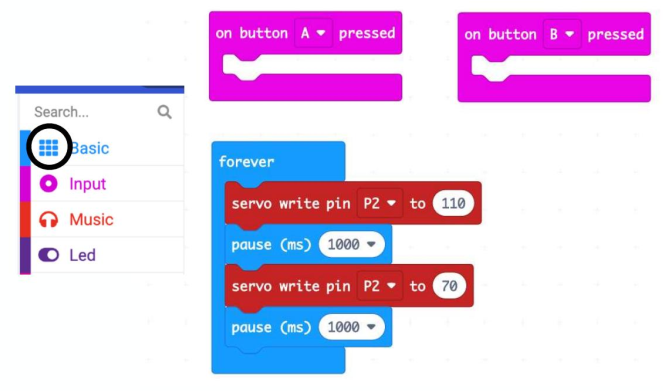 on button A pressed
on button B pressed
Search...
Basic
Input
Music
Led
forever
servo write pin P2 to 110
pause (ms) 1000
servo write pin P2 to 70
pause (ms) 1000